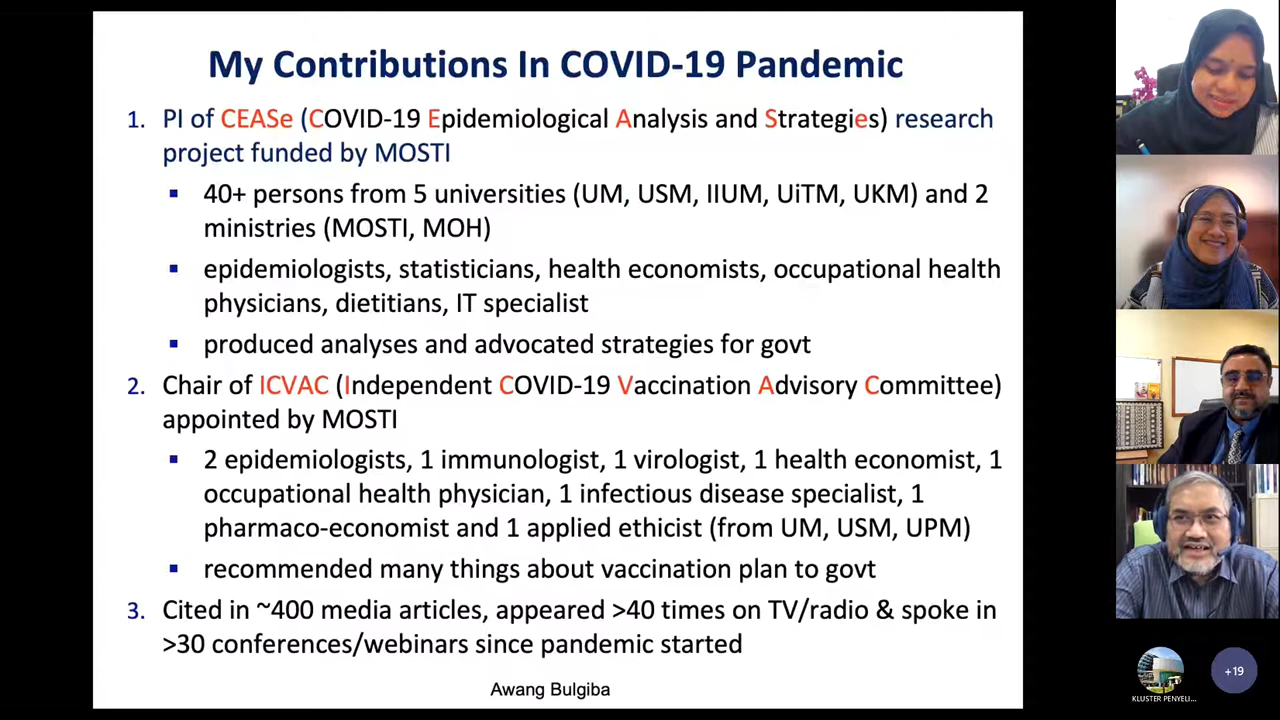 My Contributions In COVID-19 Pandemic
1. PI of CEASe (COVID-19 Epidemiological Analysis and Strategies) research
project funded by MOSTI
▪ 40+ persons from 5 universities (UM, USM, IIUM, UiTM, UKM) and 2
ministries (MOSTI, MOH)
▪ epidemiologists, statisticians, health economists, occupational health
physicians, dietitians, IT specialist
▪ produced analyses and advocated strategies for govt
2. Chair of ICVAC (Independent COVID-19 Vaccination Advisory Committee)
appointed by MOSTI
▪ 2 epidemiologists, 1 immunologist, 1 virologist, 1 health economist, 1
occupational health physician, 1 infectious disease specialist, 1
pharmaco-economist and 1 applied ethicist (from UM, USM, UPM)
▪ recommended many things about vaccination plan to govt
3. Cited in ~400 media articles, appeared >40 times on TV/radio & spoke in
>30 conferences/webinars since pandemic started
Awang Bulgiba
+19
KLUSTER PENYELI...